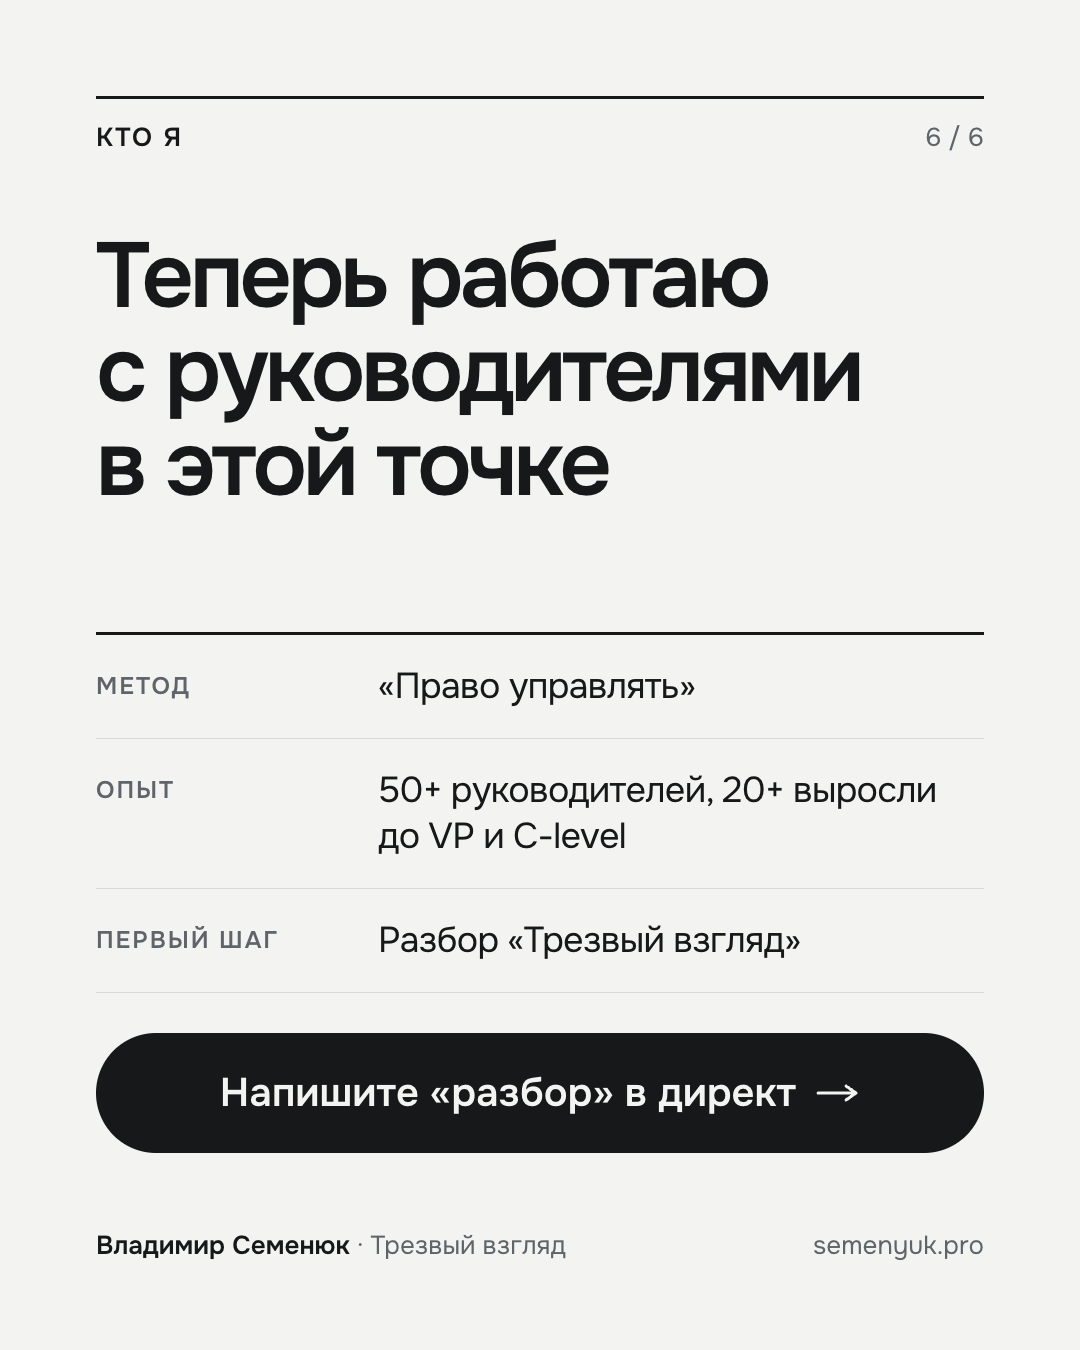 КТО Я
6 / 6
Теперь работаю
с руководителями
в этой точке
МЕТОД
«Право управлять»
ОПЫТ
50+ руководителей, 20+ выросли
до VP и C-level
ПЕРВЫЙ ШАГ
Разбор «Трезвый взгляд»
Напишите «разбор» в директ →
Владимир Семенюк · Трезвый взгляд
semenyuk.pro